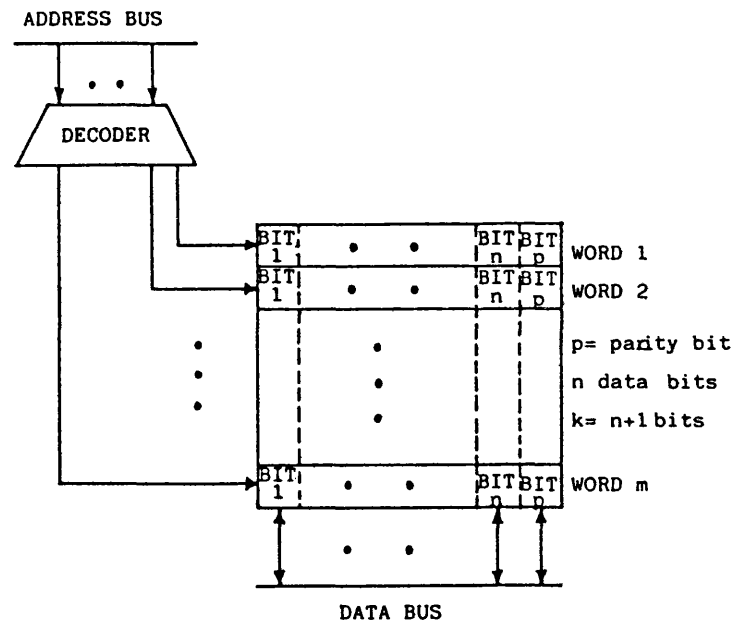 ADDRESS BUS
DECODER
BIT 1 BIT n BIT p WORD 1
BIT 1 BIT n BIT p WORD 2
p= parity bit
n data bits
k= n+1 bits
BIT 1 BIT n BIT p WORD m
DATA BUS